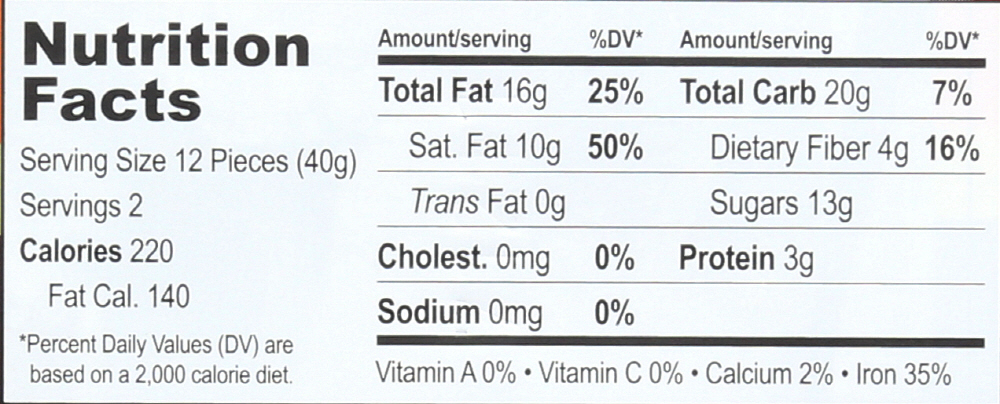 Nutrition
Facts
Serving Size 12 Pieces (40g)
Servings 2
Calories 220
Fat Cal. 140
*Percent Daily Values (DV) are
based on a 2,000 calorie diet.
Amount/serving %DV* Amount/serving %DV*
Total Fat 16g 25% Total Carb 20g 7%
Sat. Fat 10g 50% Dietary Fiber 4g 16%
Trans Fat 0g Sugars 13g
Cholest. 0mg 0% Protein 3g
Sodium 0mg 0%
Vitamin A 0% • Vitamin C 0% • Calcium 2% • Iron 35%